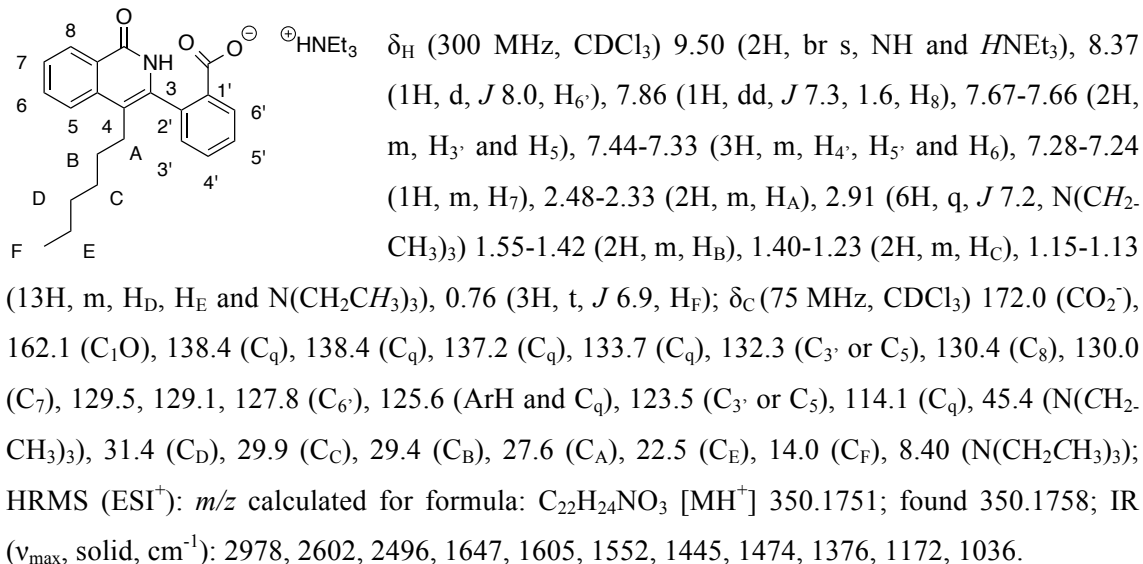 O
8
7
NH
6
5
4
3
2'
1'
O
O⊖
⊕HNEt₃
6'
5'
4'
3'
A
B
C
D
E
F
δH (300 MHz, CDCl₃) 9.50 (2H, br s, NH and HNEt₃), 8.37
(1H, d, J 8.0, H₆'), 7.86 (1H, dd, J 7.3, 1.6, H₈), 7.67-7.66 (2H,
m, H₃' and H₅), 7.44-7.33 (3H, m, H₄', H₅' and H₆), 7.28-7.24
(1H, m, H₇), 2.48-2.33 (2H, m, HA), 2.91 (6H, q, J 7.2, N(CH₂-
CH₃)₃) 1.55-1.42 (2H, m, HB), 1.40-1.23 (2H, m, HC), 1.15-1.13
(13H, m, HD, HE and N(CH₂CH₃)₃), 0.76 (3H, t, J 6.9, HF); δC (75 MHz, CDCl₃) 172.0 (CO₂⁻),
162.1 (C₁O), 138.4 (Cq), 138.4 (Cq), 137.2 (Cq), 133.7 (Cq), 132.3 (C₃' or C₅), 130.4 (C₈), 130.0
(C₇), 129.5, 129.1, 127.8 (C₆'), 125.6 (ArH and Cq), 123.5 (C₃' or C₅), 114.1 (Cq), 45.4 (N(CH₂-
CH₃)₃), 31.4 (CD), 29.9 (CC), 29.4 (CB), 27.6 (CA), 22.5 (CE), 14.0 (CF), 8.40 (N(CH₂CH₃)₃);
HRMS (ESI⁺): m/z calculated for formula: C₂₂H₂₄NO₃ [MH⁺] 350.1751; found 350.1758; IR
(νmax, solid, cm⁻¹): 2978, 2602, 2496, 1647, 1605, 1552, 1445, 1474, 1376, 1172, 1036.